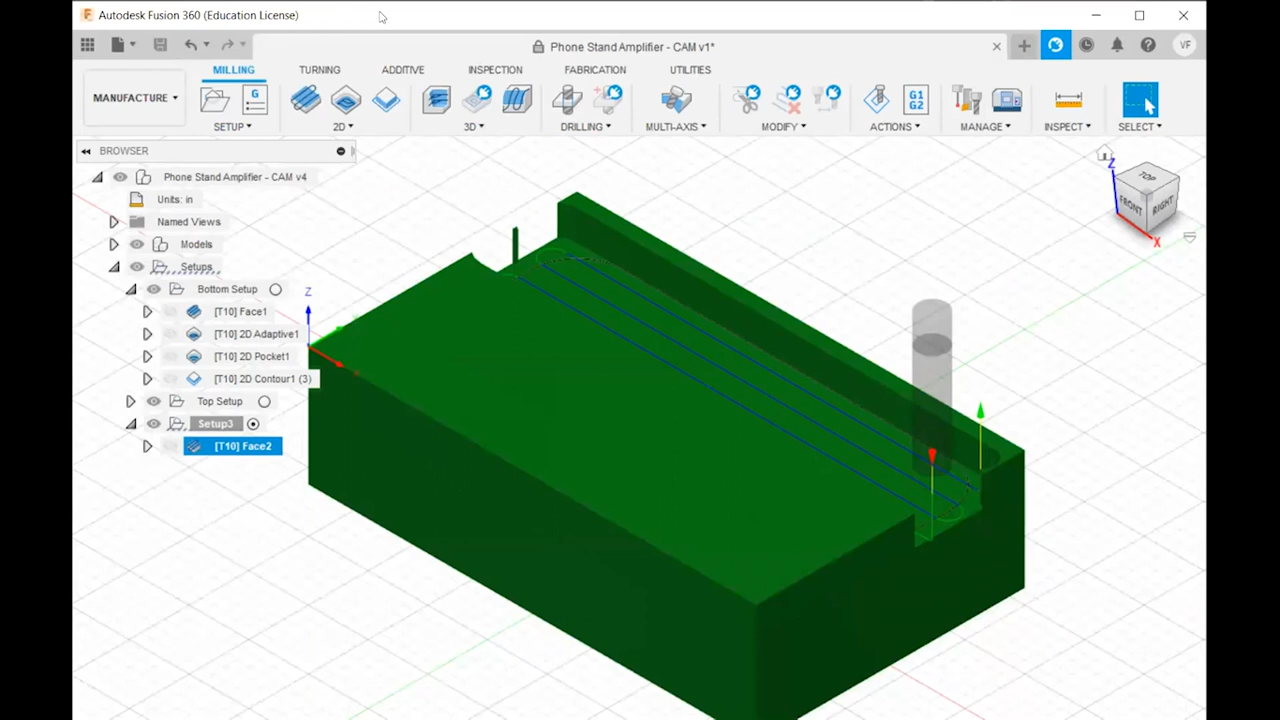 Autodesk Fusion 360 (Education License)
Phone Stand Amplifier - CAM v1*
VF
MILLING TURNING ADDITIVE INSPECTION FABRICATION UTILITIES
MANUFACTURE
G
G1
G2
SETUP 2D 3D DRILLING MULTI-AXIS MODIFY ACTIONS MANAGE INSPECT SELECT
BROWSER
Phone Stand Amplifier - CAM v4
Units: in
Named Views
Models
Setups
Bottom Setup
[T10] Face1
[T10] 2D Adaptive1
[T10] 2D Pocket1
[T10] 2D Contour1 (3)
Top Setup
Setup3
[T10] Face2
Z
Z
TOP
FRONT
RIGHT
X